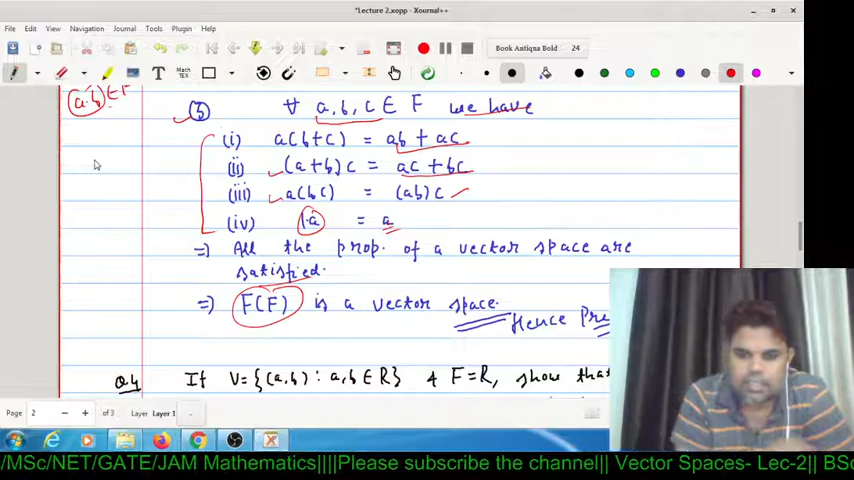 *Lecture 2.xopp - Xournal++
File Edit View Navigation Journal Tools Plugin Help
Book Antiqua Bold 24
(a·b) ∈ F
③ ∀ a, b, c ∈ F we have
(i) a(b+c) = ab + ac
(ii) (a+b)c = ac + bc
(iii) a(bc) = (ab)c
(iv) 1·a = a
⇒ All the prop. of a vector space are
satisfied.
⇒ F(F) is a vector space.
Hence
Q4 If V={(a,b) : a,b ∈ R} & F=R, show that
Page 2 of 3 Layer Layer 1
/MSc/NET/GATE/JAM Mathematics||||Please subscribe the channel|| Vector Spaces- Lec-2|| BSc